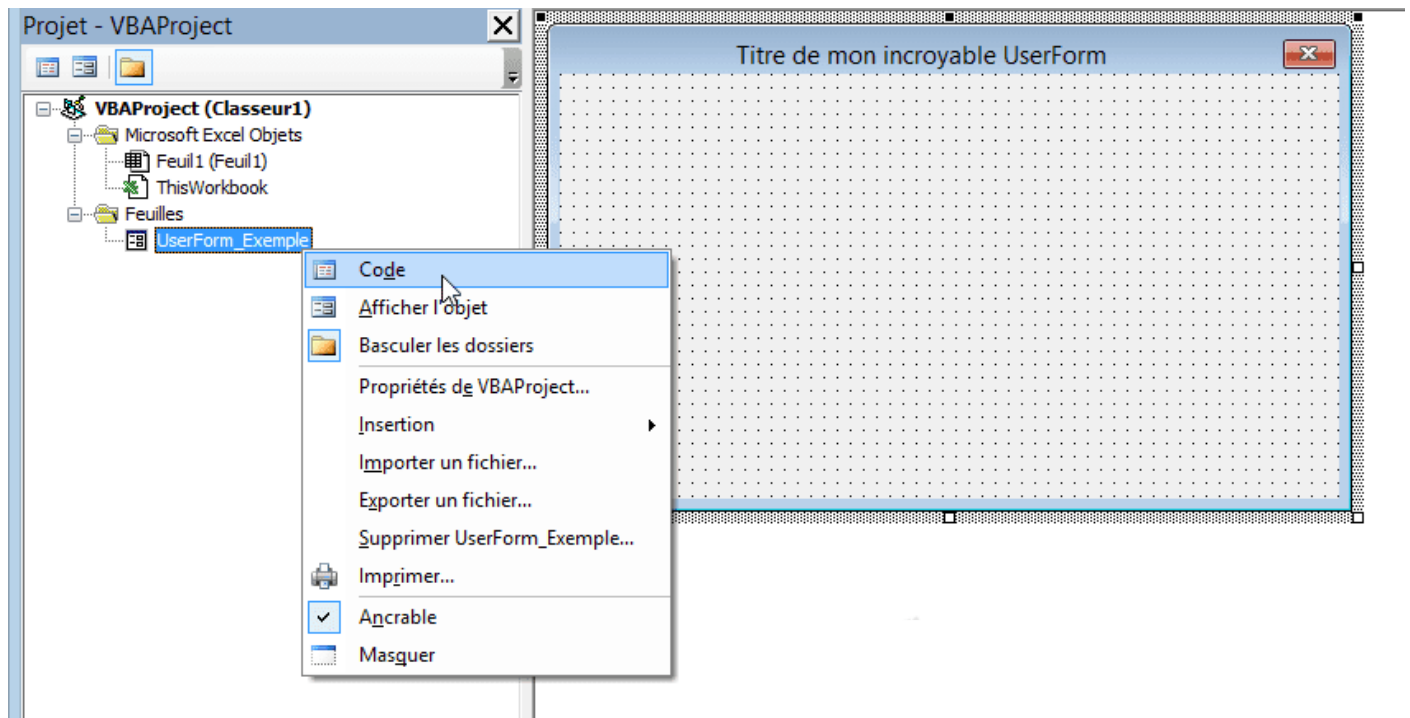 Projet - VBAProject
VBAProject (Classeur1)
Microsoft Excel Objets
Feuil1 (Feuil1)
ThisWorkbook
Feuilles
UserForm_Exemple
Code
Afficher l'objet
Basculer les dossiers
Propriétés de VBAProject...
Insertion
Importer un fichier...
Exporter un fichier...
Supprimer UserForm_Exemple...
Imprimer...
Ancrable
Masquer
Titre de mon incroyable UserForm